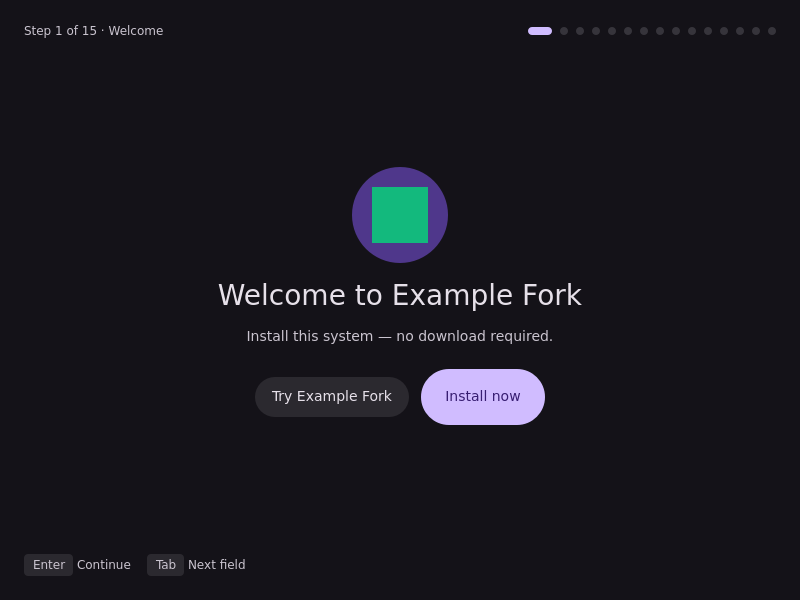 Step 1 of 15 · Welcome
Welcome to Example Fork
Install this system — no download required.
Try Example Fork
Install now
Enter Continue Tab Next field